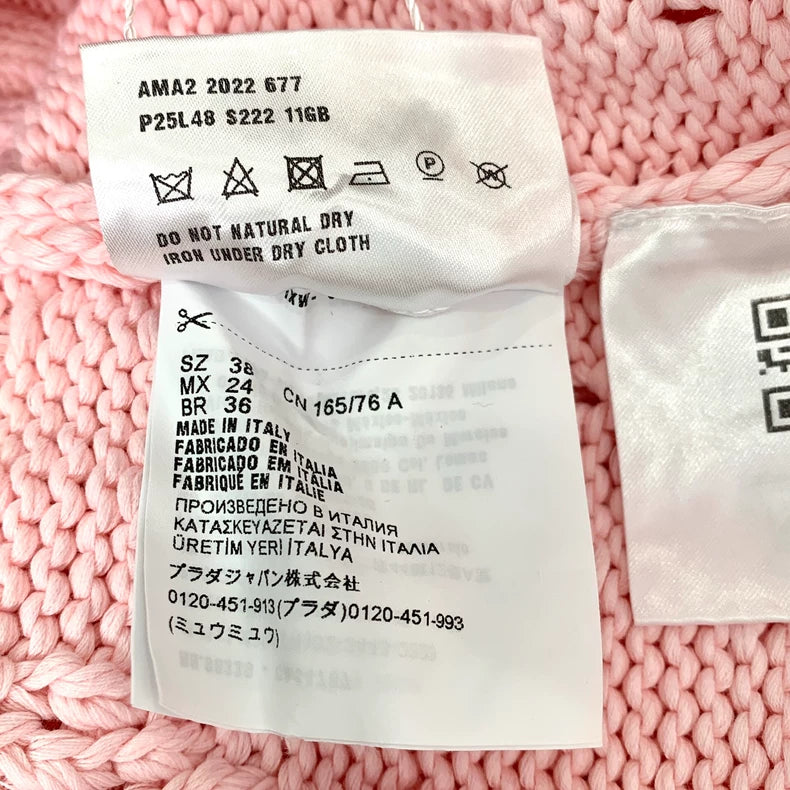 AMA2 2022 677
P25L48 S222 11GB
P
W
DO NOT NATURAL DRY
IRON UNDER DRY CLOTH
SZ 38
MX 24
BR 36 CN 165/76 A
MADE IN ITALY
FABRICADO EN ITALIA
FABRICADO EM ITÁLIA
FABRIQUÉ EN ITALIE
ПРОИЗВЕДЕНО В ИТАЛИЯ
ΚΑΤΑΣΚΕΥΑΖΕΤΑΙ ΣΤΗΝ ΙΤΑΛΙΑ
ÜRETİM YERİ İTALYA
プラダジャパン株式会社
0120-451-913(プラダ)0120-451-993
(ミュウミュウ)